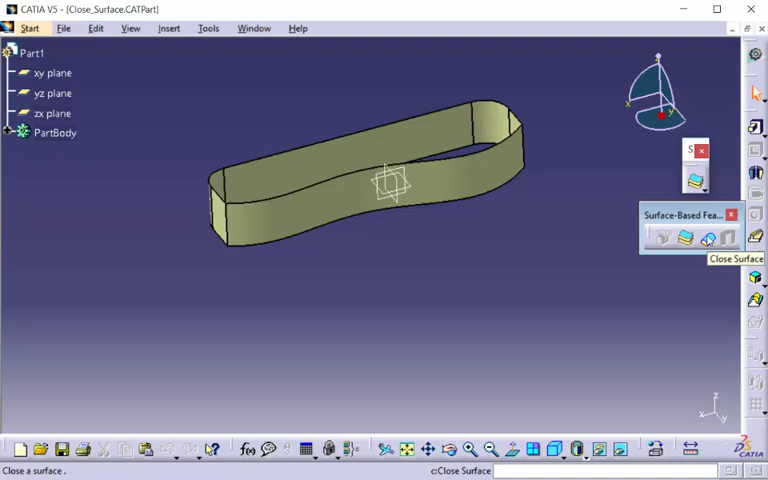 CATIA V5 - [Close_Surface.CATPart]
Start File Edit View Insert Tools Window Help
Part1
xy plane
yz plane
zx plane
PartBody
z
x
y
S...
Surface-Based Fea...
Close Surface
z
x
y
f(x)
CATIA
Close a surface .
c:Close Surface